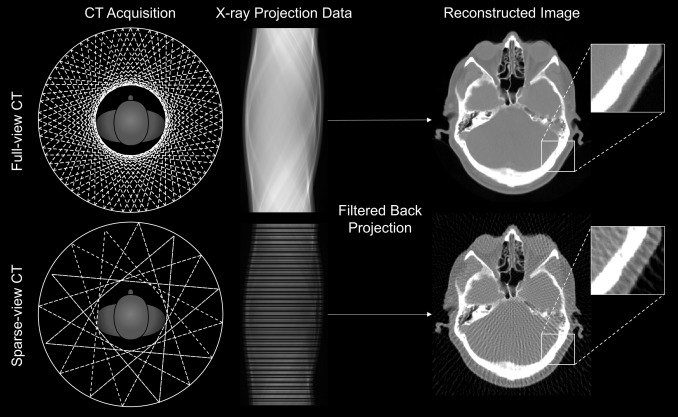 CT Acquisition
X-ray Projection Data
Reconstructed Image
Full-view CT
Filtered Back
Projection
Sparse-view CT